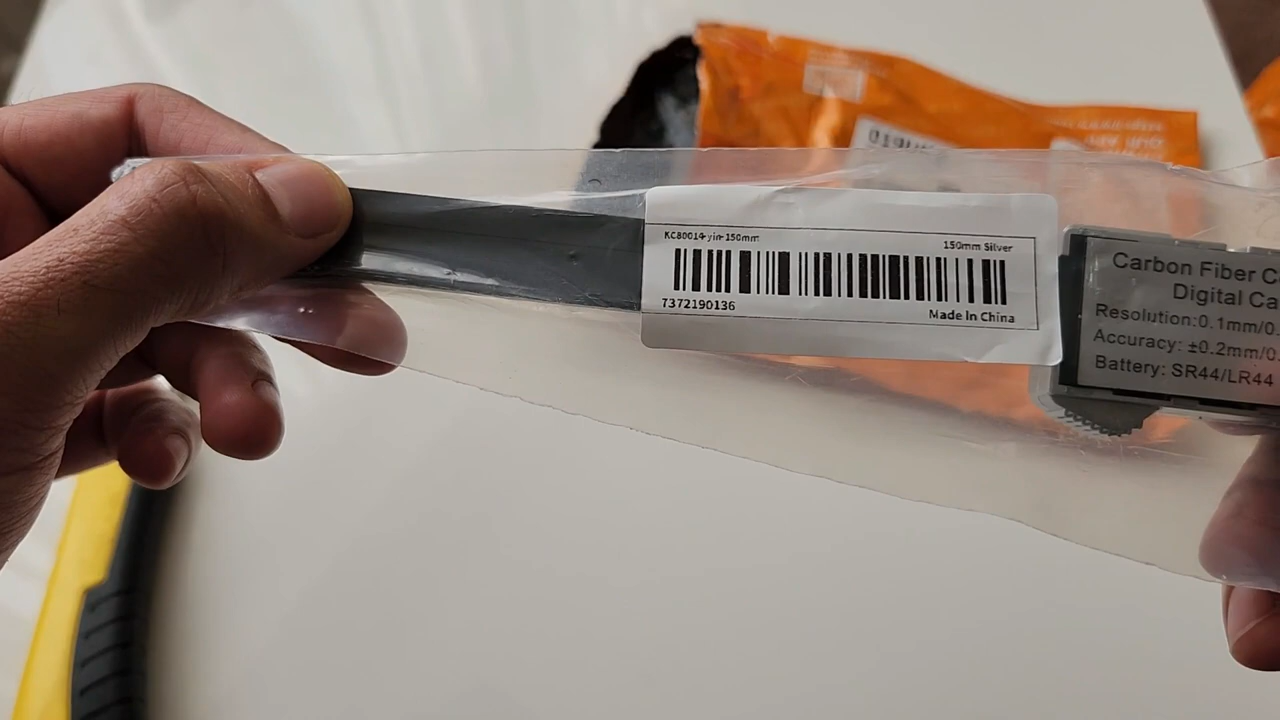 KC80014-yin-150mm
150mm Silver
7372190136
Made In China
Carbon Fiber C
Digital Ca
Resolution:0.1mm/0.
Accuracy: ±0.2mm/0.
Battery: SR44/LR44